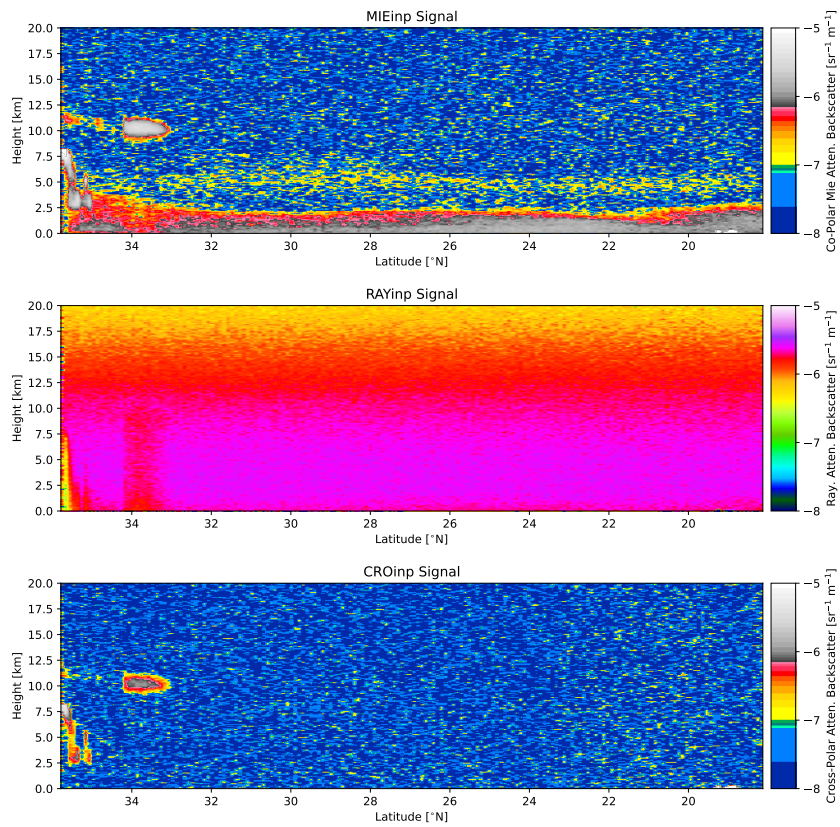 MIEinp Signal
20.0
17.5
15.0
12.5
10.0
7.5
5.0
2.5
0.0
Height [km]
34 32 30 28 26 24 22 20
Latitude [°N]
−5
−6
−7
−8
Co-Polar Mie Atten. Backscatter [sr⁻¹ m⁻¹]
RAYinp Signal
20.0
17.5
15.0
12.5
10.0
7.5
5.0
2.5
0.0
Height [km]
34 32 30 28 26 24 22 20
Latitude [°N]
−5
−6
−7
−8
Ray. Atten. Backscatter [sr⁻¹ m⁻¹]
CROinp Signal
20.0
17.5
15.0
12.5
10.0
7.5
5.0
2.5
0.0
Height [km]
34 32 30 28 26 24 22 20
Latitude [°N]
−5
−6
−7
−8
Cross-Polar Atten. Backscatter [sr⁻¹ m⁻¹]